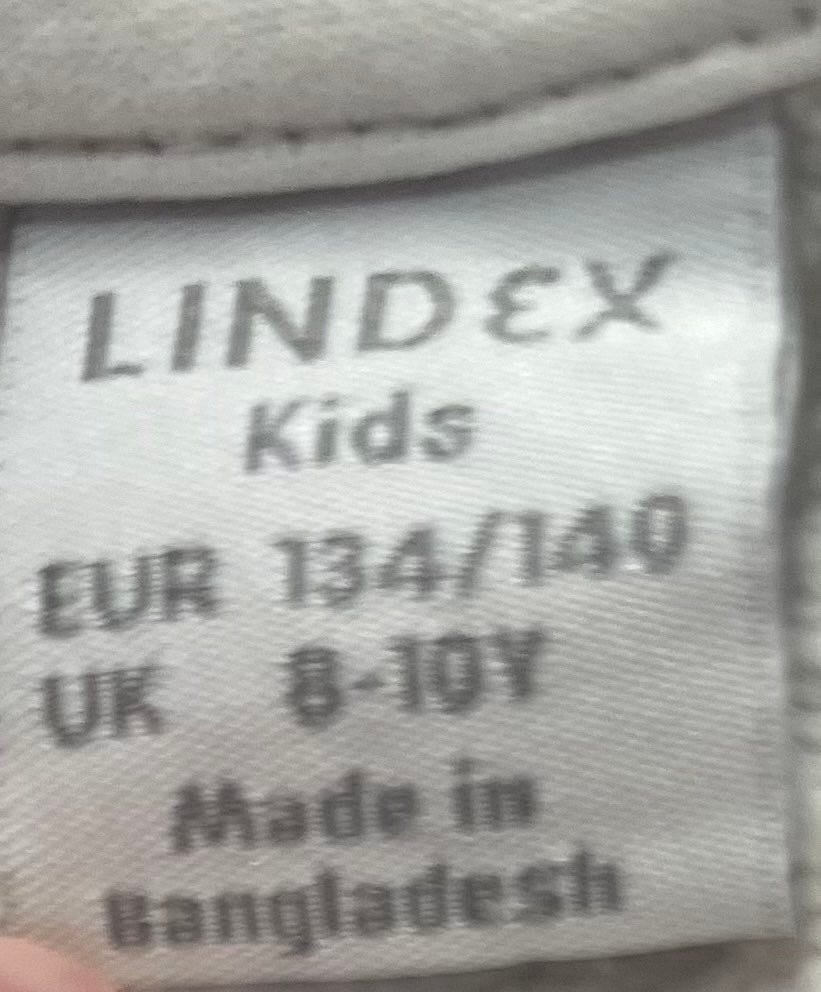 LINDEX
Kids
EUR 134/140
UK 8-10Y
Made in
Bangladesh